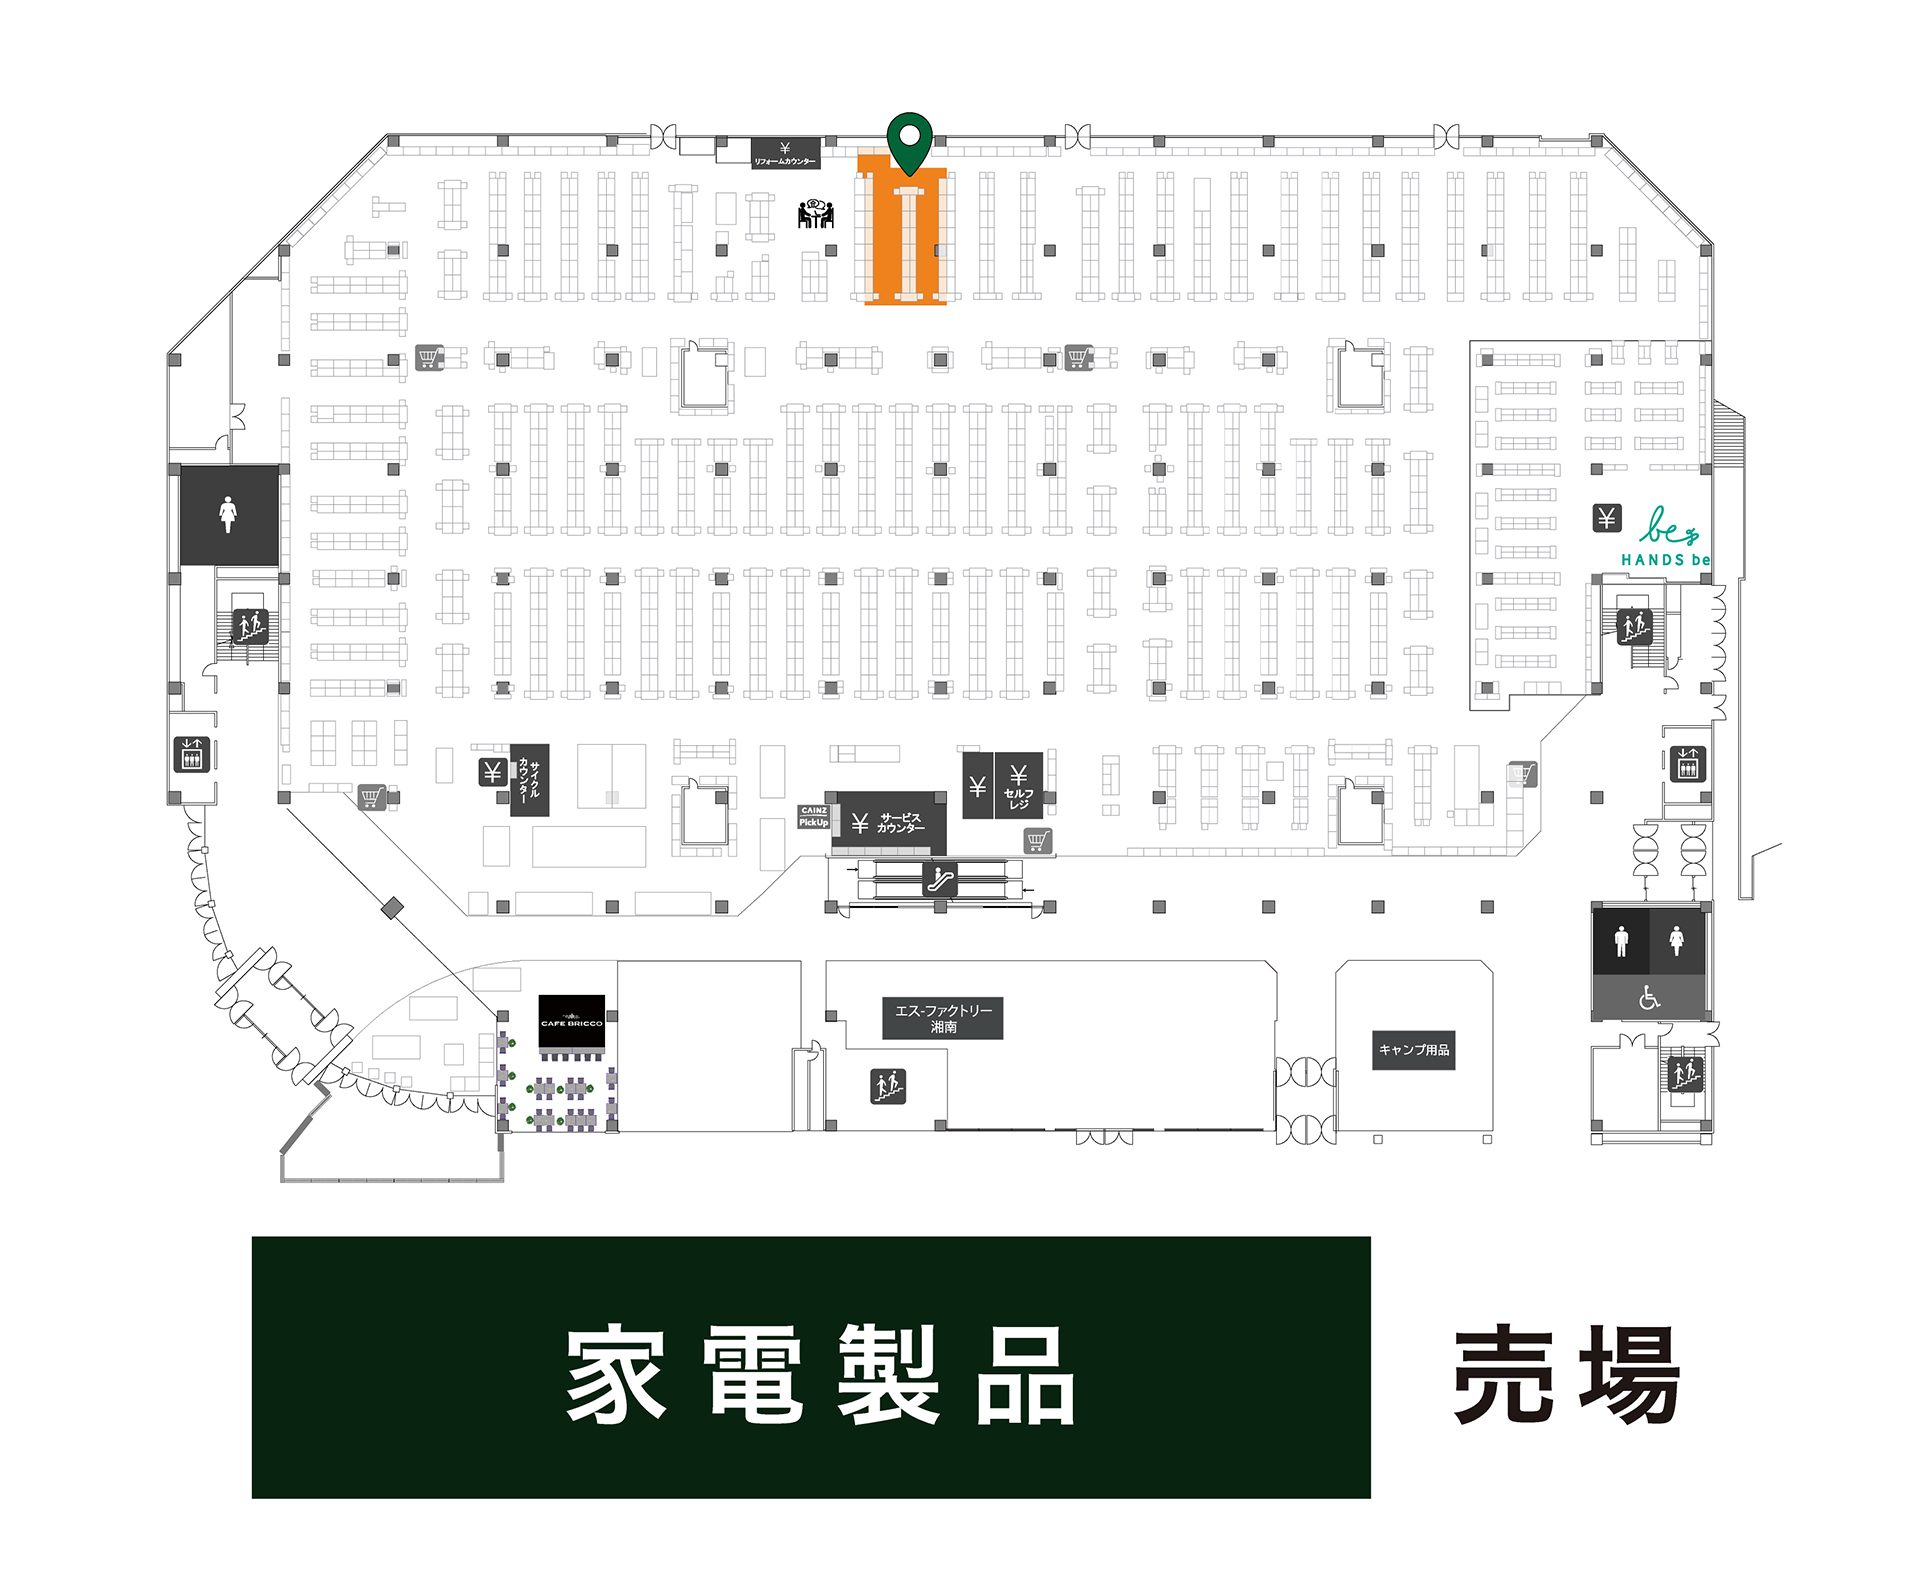 ¥
リフォームカウンター
¥
be
HANDS be
¥
サイクル
カウンター
¥
¥
セルフ
レジ
CAINZ
PickUp
¥
サービス
カウンター
CAFE BRICCO
エス-ファクトリー
湘南
キャンプ用品
家電製品
売場